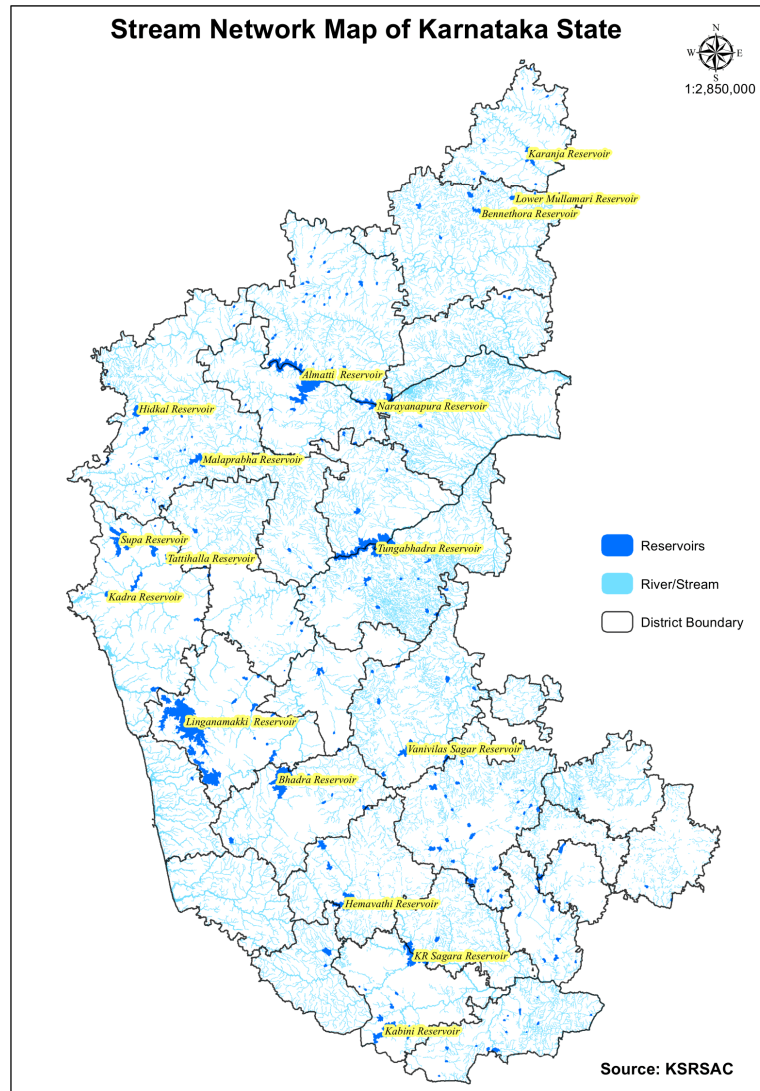 Stream Network Map of Karnataka State
N
W E
S
1:2,850,000
Karanja Reservoir
Lower Mullamari Reservoir
Bennethora Reservoir
Almatti Reservoir
Narayanapura Reservoir
Hidkal Reservoir
Malaprabha Reservoir
Supa Reservoir
Tungabhadra Reservoir
Tattihalla Reservoir
Kadra Reservoir
Reservoirs
River/Stream
District Boundary
Linganamakki Reservoir
Vanivilas Sagar Reservoir
Bhadra Reservoir
Hemavathi Reservoir
KR Sagara Reservoir
Kabini Reservoir
Source: KSRSAC